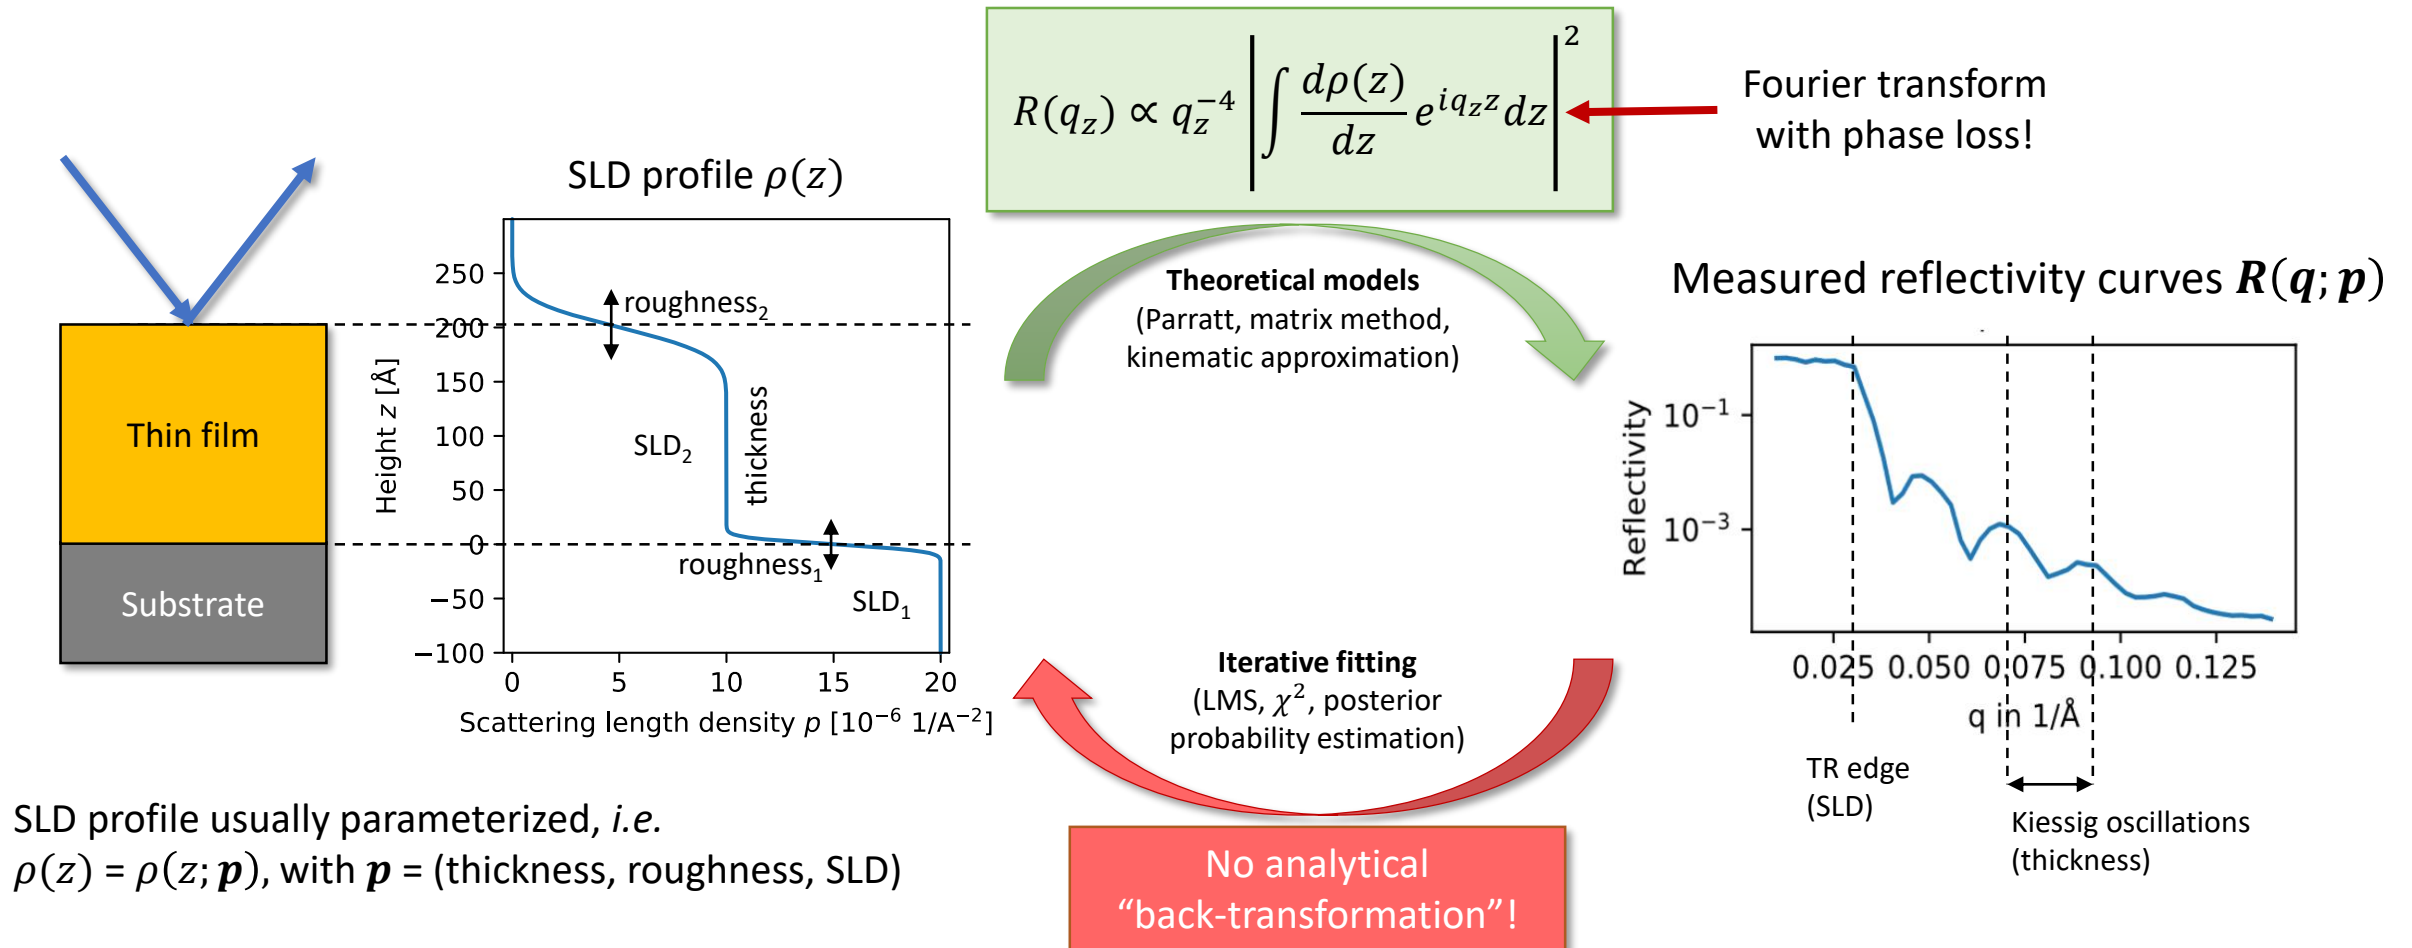 R(q_z) ∝ q_z^{-4} |∫ dρ(z)/dz e^{iq_z z} dz|^2
Fourier transform
with phase loss!
SLD profile ρ(z)
Theoretical models
(Parratt, matrix method,
kinematic approximation)
Measured reflectivity curves R(q; p)
Thin film
Substrate
Height z [Å]
250
200
150
100
50
0
−50
−100
roughness₂
SLD₂
thickness
roughness₁
SLD₁
0 5 10 15 20
Scattering length density p [10⁻⁶ 1/A⁻²]
Reflectivity
10⁻¹
10⁻³
0.025 0.050 0.075 0.100 0.125
q in 1/Å
TR edge
(SLD)
Kiessig oscillations
(thickness)
Iterative fitting
(LMS, χ², posterior
probability estimation)
No analytical
“back-transformation”!
SLD profile usually parameterized, i.e.
ρ(z) = ρ(z; p), with p = (thickness, roughness, SLD)